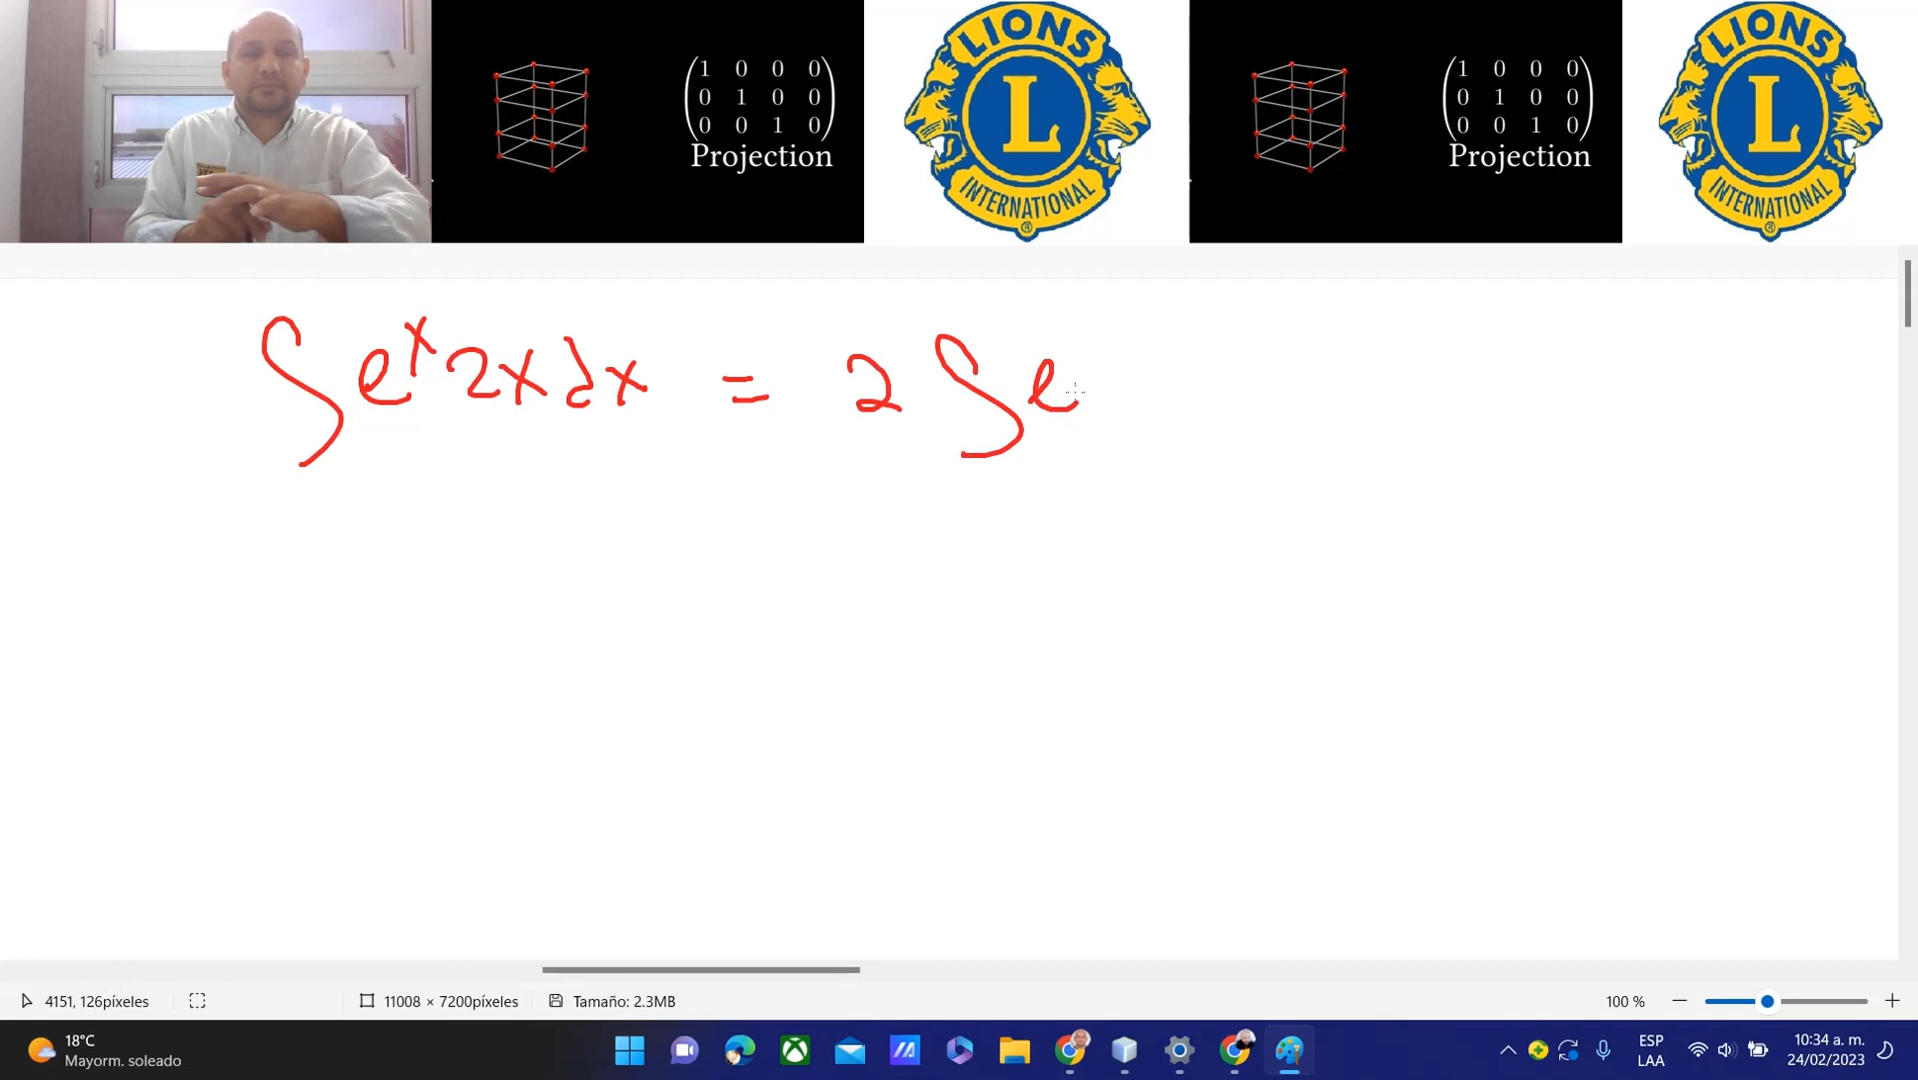 1 0 0 0
0 1 0 0
0 0 1 0
Projection
LIONS
L
INTERNATIONAL
®
1 0 0 0
0 1 0 0
0 0 1 0
Projection
LIONS
L
INTERNATIONAL
®
∫ eˣ 2x dx = 2 ∫ e
4151, 126píxeles
11008 × 7200píxeles
Tamaño: 2.3MB
100 %
18°C
Mayorm. soleado
ESP
LAA
10:34 a. m.
24/02/2023